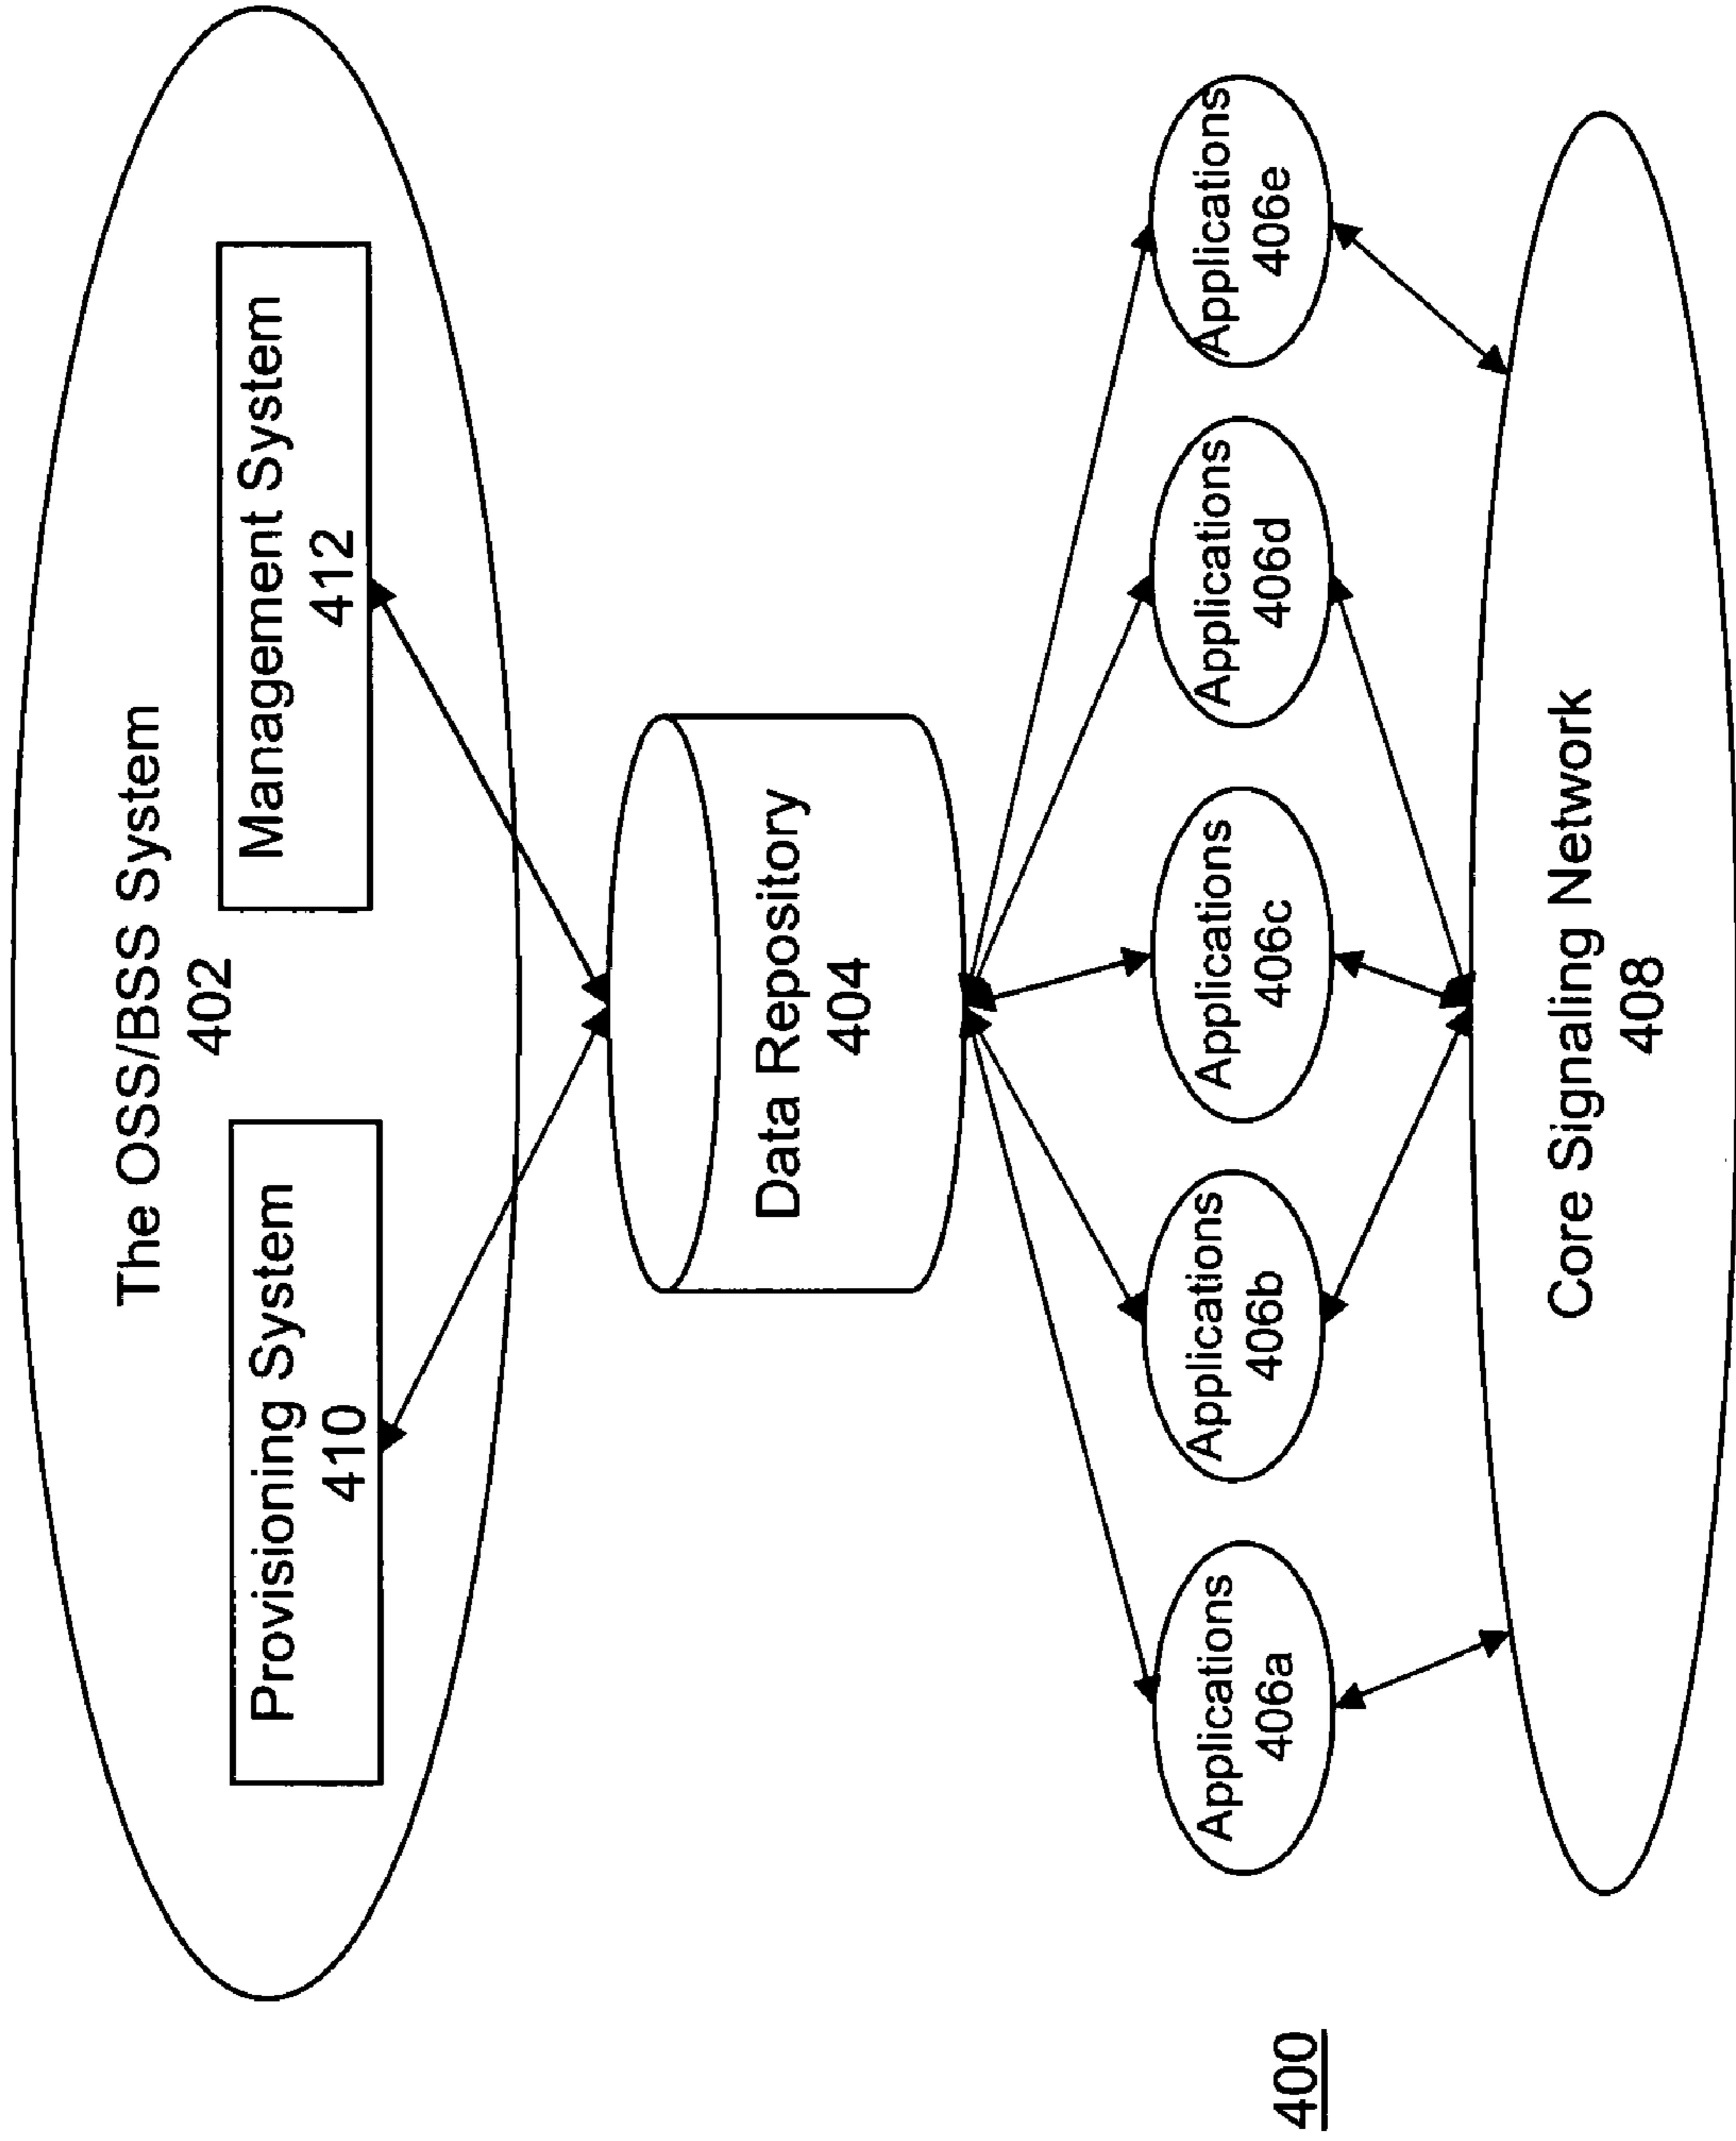 The OSS/BSS System
402
Provisioning System
410
Management System
412
Data Repository
404
Applications
406a
Applications
406b
Applications
406c
Applications
406d
Applications
406e
Core Signaling Network
408
400